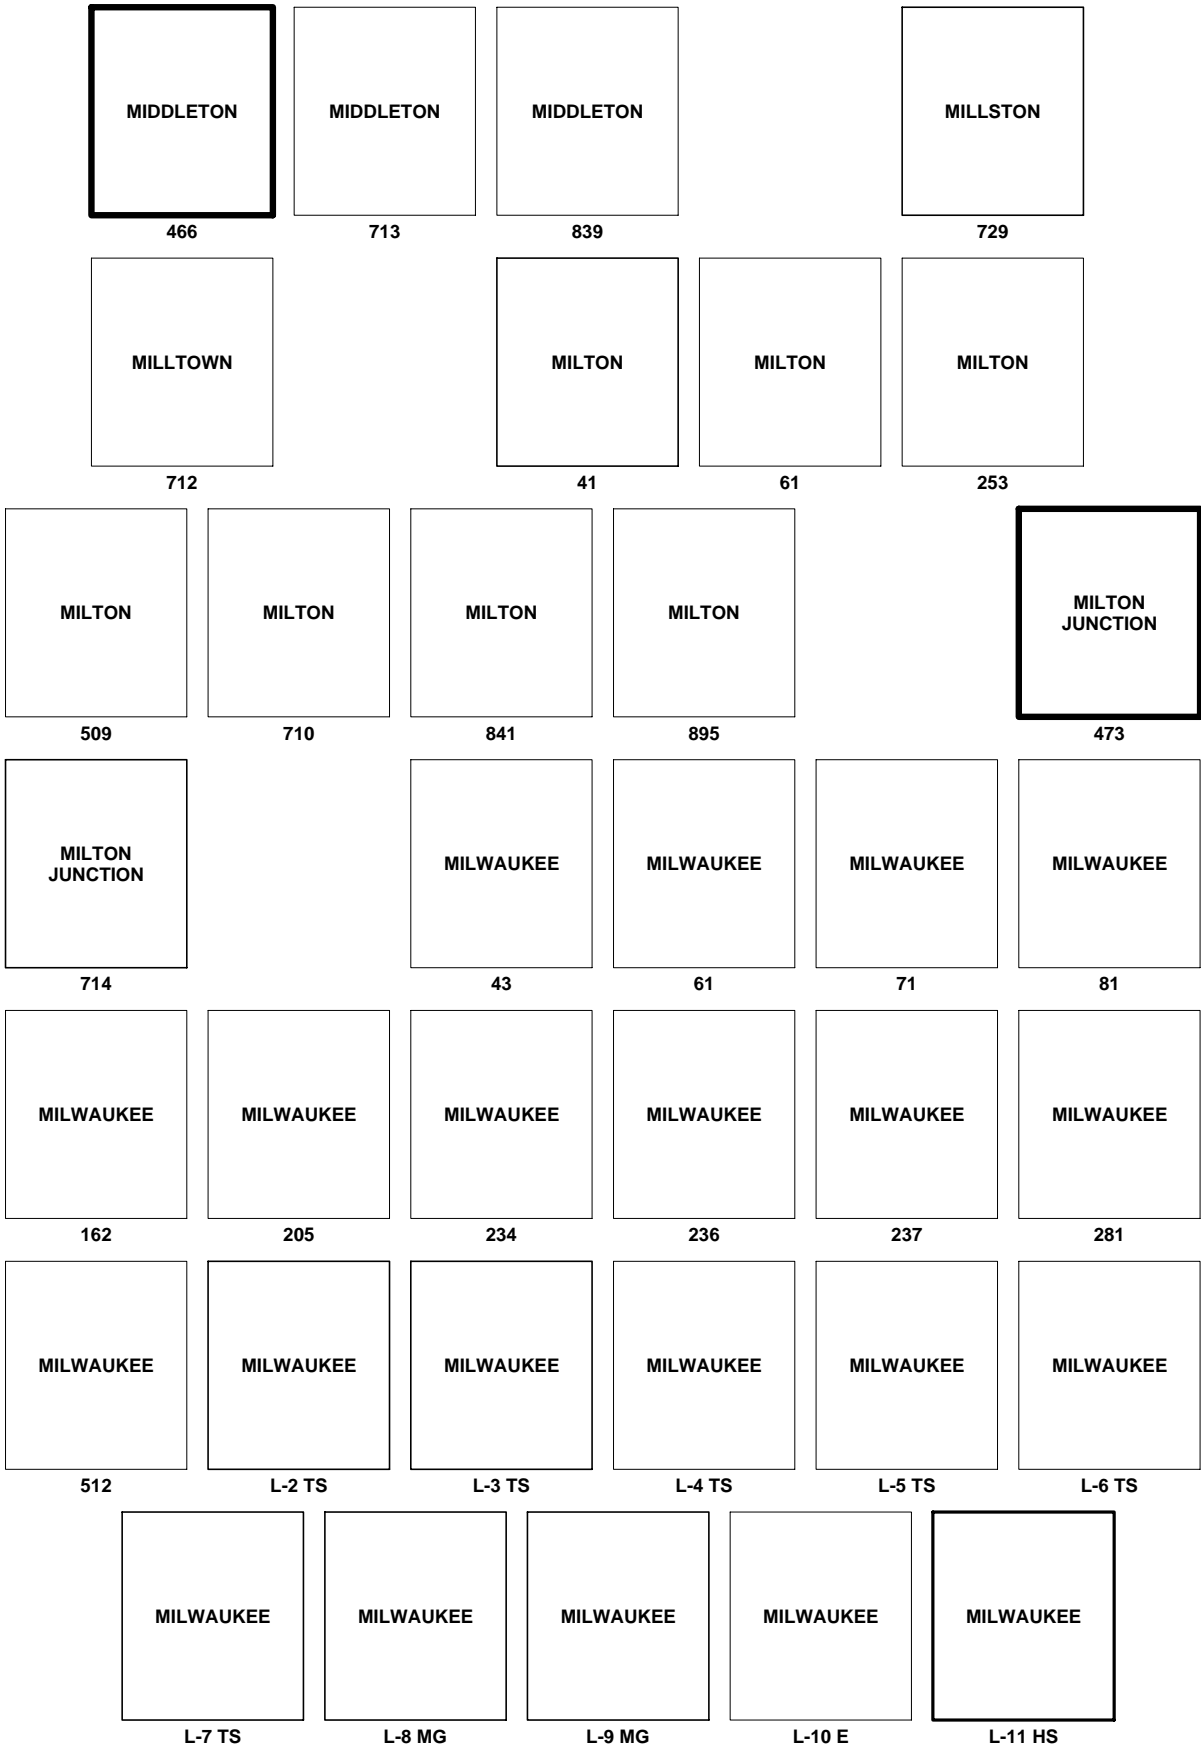 MIDDLETON MIDDLETON MIDDLETON MILLSTON
466 713 839 729
MILLTOWN MILTON MILTON MILTON
712 41 61 253
MILTON MILTON MILTON MILTON MILTON
JUNCTION
509 710 841 895 473
MILTON
JUNCTION MILWAUKEE MILWAUKEE MILWAUKEE MILWAUKEE
714 43 61 71 81
MILWAUKEE MILWAUKEE MILWAUKEE MILWAUKEE MILWAUKEE MILWAUKEE
162 205 234 236 237 281
MILWAUKEE MILWAUKEE MILWAUKEE MILWAUKEE MILWAUKEE MILWAUKEE
512 L-2 TS L-3 TS L-4 TS L-5 TS L-6 TS
MILWAUKEE MILWAUKEE MILWAUKEE MILWAUKEE MILWAUKEE
L-7 TS L-8 MG L-9 MG L-10 E L-11 HS